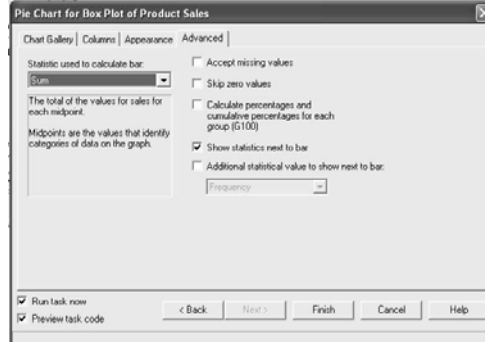 Pie Chart for Box Plot of Product Sales
Chart Gallery Columns Appearance Advanced
Statistic used to calculate bar:
Sum
The total of the values for sales for
each midpoint.
Midpoints are the values that identify
categories of data on the graph.
Accept missing values
Skip zero values
Calculate percentages and
cumulative percentages for each
group (G100)
Show statistics next to bar
Additional statistical value to show next to bar:
Frequency
Run task now
Preview task code
< Back Next > Finish Cancel Help